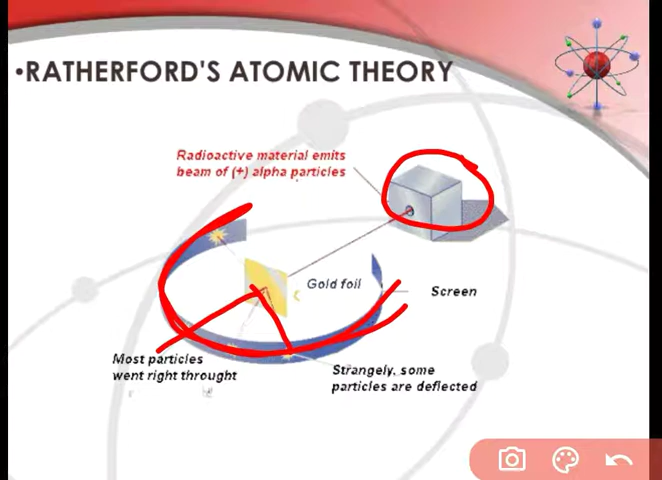 •RATHERFORD'S ATOMIC THEORY
Radioactive material emits
beam of (+) alpha particles
Gold foil
Screen
Most particles
went right throught
Strangely, some
particles are deflected